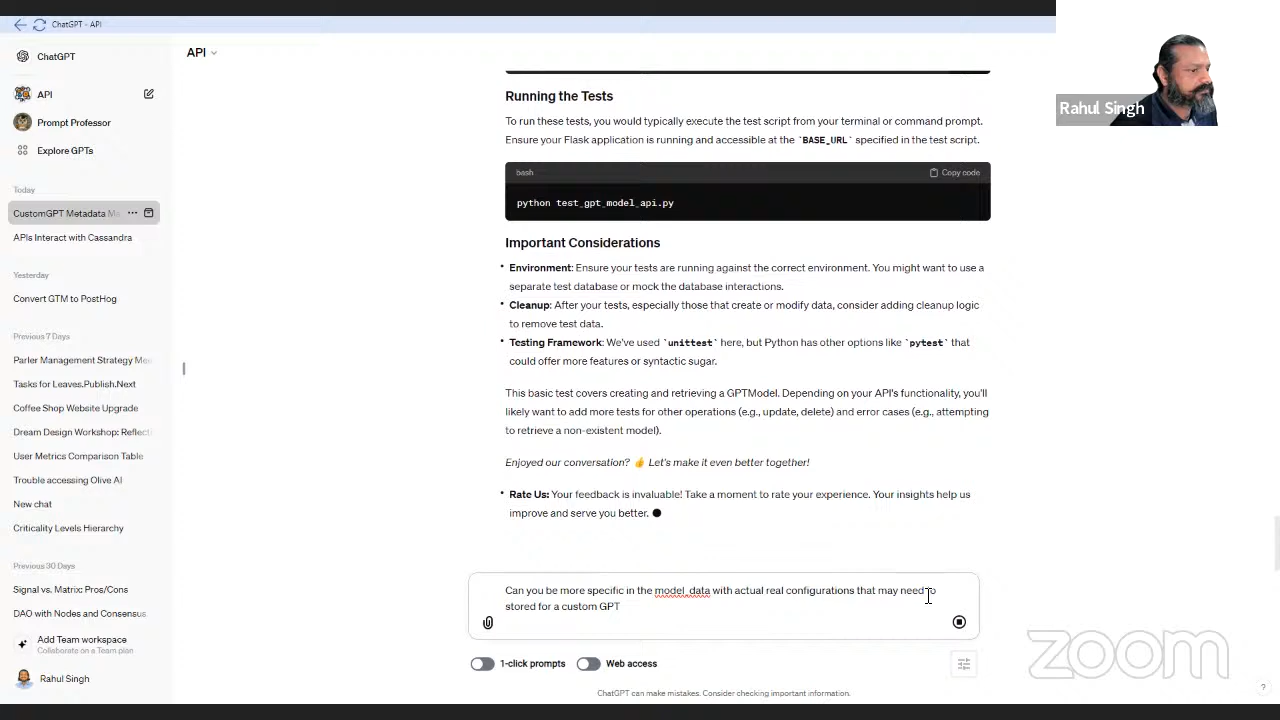 ChatGPT - API
ChatGPT
API
Prompt Professor
Explore GPTs
Today
CustomGPT Metadata Ma
APIs Interact with Cassandra
Yesterday
Convert GTM to PostHog
Previous 7 Days
Parler Management Strategy Mee
Tasks for Leaves.Publish.Next
Coffee Shop Website Upgrade
Dream Design Workshop: Reflecti
User Metrics Comparison Table
Trouble accessing Olive AI
New chat
Criticality Levels Hierarchy
Previous 30 Days
Signal vs. Matrix: Pros/Cons
DAO with Nodes and Consensus
Add Team workspace
Collaborate on a Team plan
Rahul Singh
API
Running the Tests
To run these tests, you would typically execute the test script from your terminal or command prompt.
Ensure your Flask application is running and accessible at the `BASE_URL` specified in the test script.
bash
Copy code
python test_gpt_model_api.py
Important Considerations
• Environment: Ensure your tests are running against the correct environment. You might want to use a
separate test database or mock the database interactions.
• Cleanup: After your tests, especially those that create or modify data, consider adding cleanup logic
to remove test data.
• Testing Framework: We've used `unittest` here, but Python has other options like `pytest` that
could offer more features or syntactic sugar.
This basic test covers creating and retrieving a GPTModel. Depending on your API's functionality, you'll
likely want to add more tests for other operations (e.g., update, delete) and error cases (e.g., attempting
to retrieve a non-existent model).
Enjoyed our conversation? 👍 Let's make it even better together!
• Rate Us: Your feedback is invaluable! Take a moment to rate your experience. Your insights help us
improve and serve you better.
Can you be more specific in the model_data with actual real configurations that may need to
stored for a custom GPT
1-click prompts
Web access
ChatGPT can make mistakes. Consider checking important information.
?
Rahul Singh
zoom